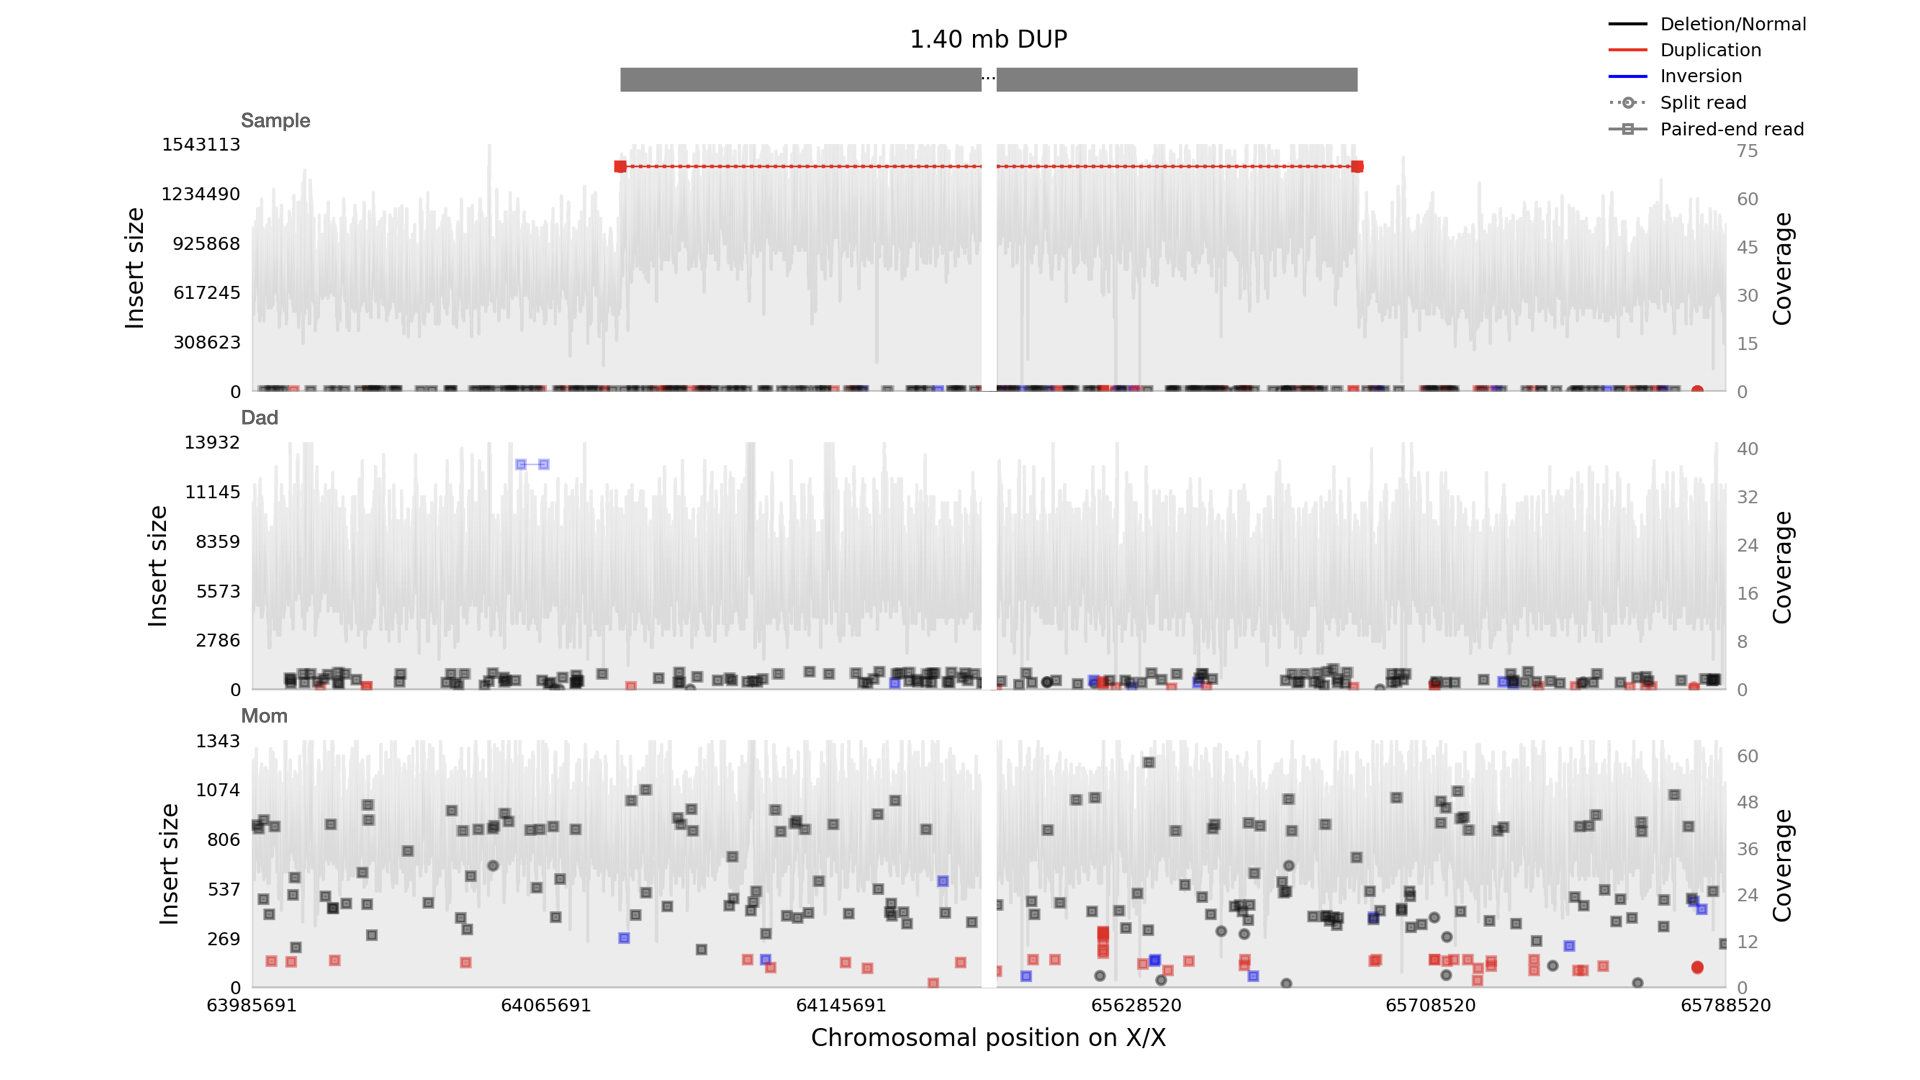 1.40 mb DUP
...
Deletion/Normal
Duplication
Inversion
Split read
Paired-end read
Sample
Insert size
1543113
1234490
925868
617245
308623
0
75
60
45
30
15
0
Coverage
Dad
Insert size
13932
11145
8359
5573
2786
0
40
32
24
16
8
0
Coverage
Mom
Insert size
1343
1074
806
537
269
0
60
48
36
24
12
0
Coverage
63985691 64065691 64145691 65628520 65708520 65788520
Chromosomal position on X/X